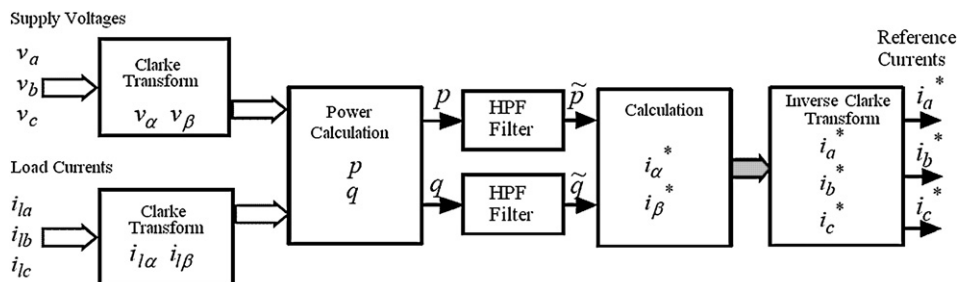 Supply Voltages
v_a
v_b
v_c
Clarke
Transform
v_α v_β
Load Currents
i_la
i_lb
i_lc
Clarke
Transform
i_lα i_lβ
Power
Calculation
p
q
p
HPF
Filter
p̃
q
HPF
Filter
q̃
Calculation
i_α^*
i_β^*
Inverse Clarke
Transform
i_a^*
i_b^*
i_c^*
Reference
Currents
i_a^*
i_b^*
i_c^*